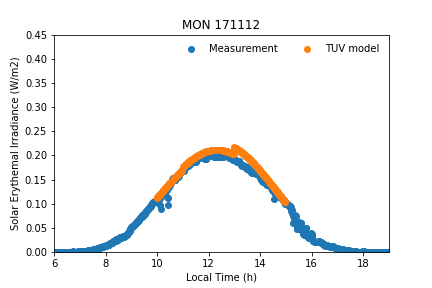 MON 171112
Measurement
TUV model
Solar Erythemal Irradiance (W/m2)
0.45
0.40
0.35
0.30
0.25
0.20
0.15
0.10
0.05
0.00
6 8 10 12 14 16 18
Local Time (h)